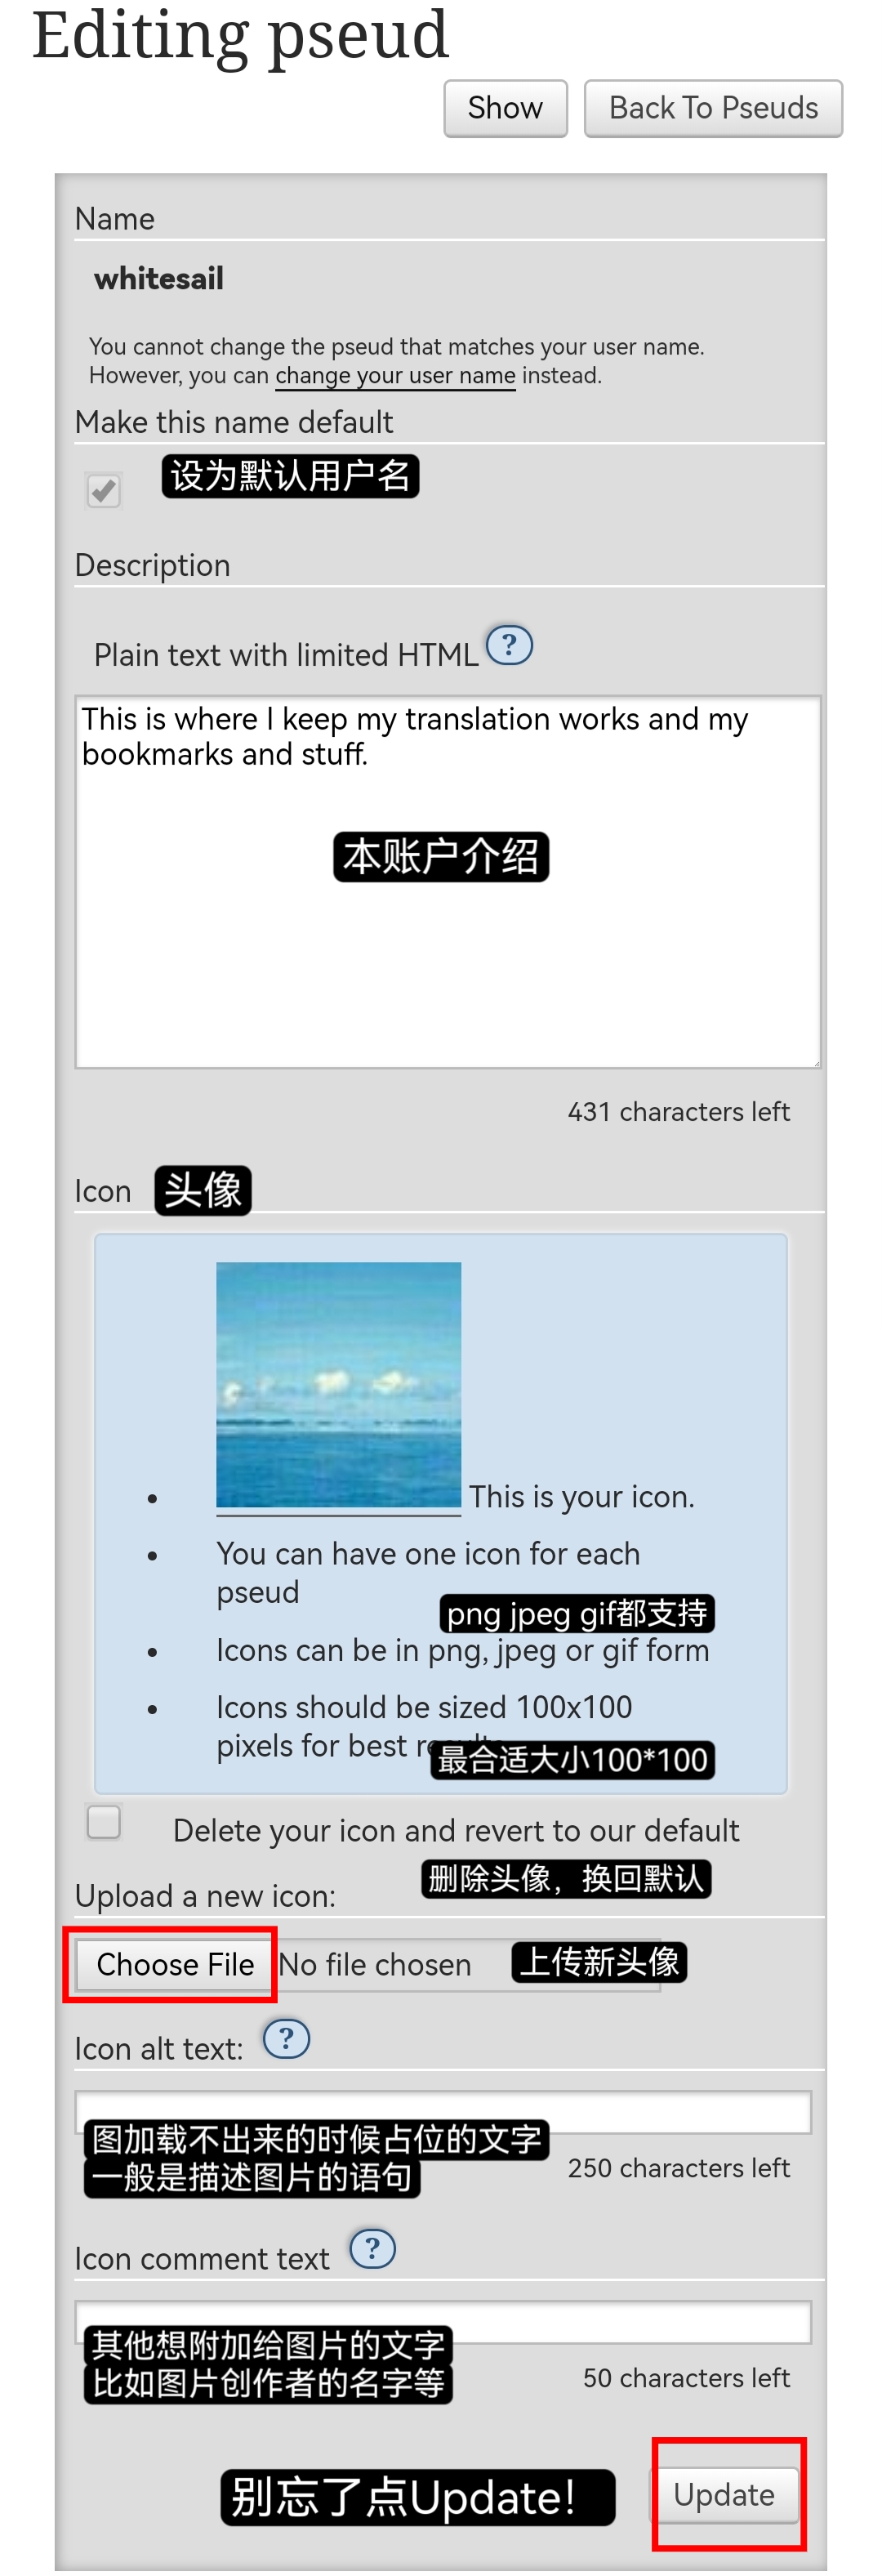 Editing pseud
Show
Back To Pseuds
Name
whitesail
You cannot change the pseud that matches your user name.
However, you can change your user name instead.
Make this name default
设为默认用户名
Description
Plain text with limited HTML ?
This is where I keep my translation works and my
bookmarks and stuff.
本账户介绍
431 characters left
Icon
头像
This is your icon.
You can have one icon for each
pseud
png jpeg gif都支持
Icons can be in png, jpeg or gif form
Icons should be sized 100x100
pixels for best
最合适大小100*100
Delete your icon and revert to our default
删除头像，换回默认
Upload a new icon:
Choose File
No file chosen
上传新头像
Icon alt text: ?
图加载不出来的时候占位的文字
一般是描述图片的语句
250 characters left
Icon comment text ?
其他想附加给图片的文字
比如图片创作者的名字等
50 characters left
别忘了点Update！
Update